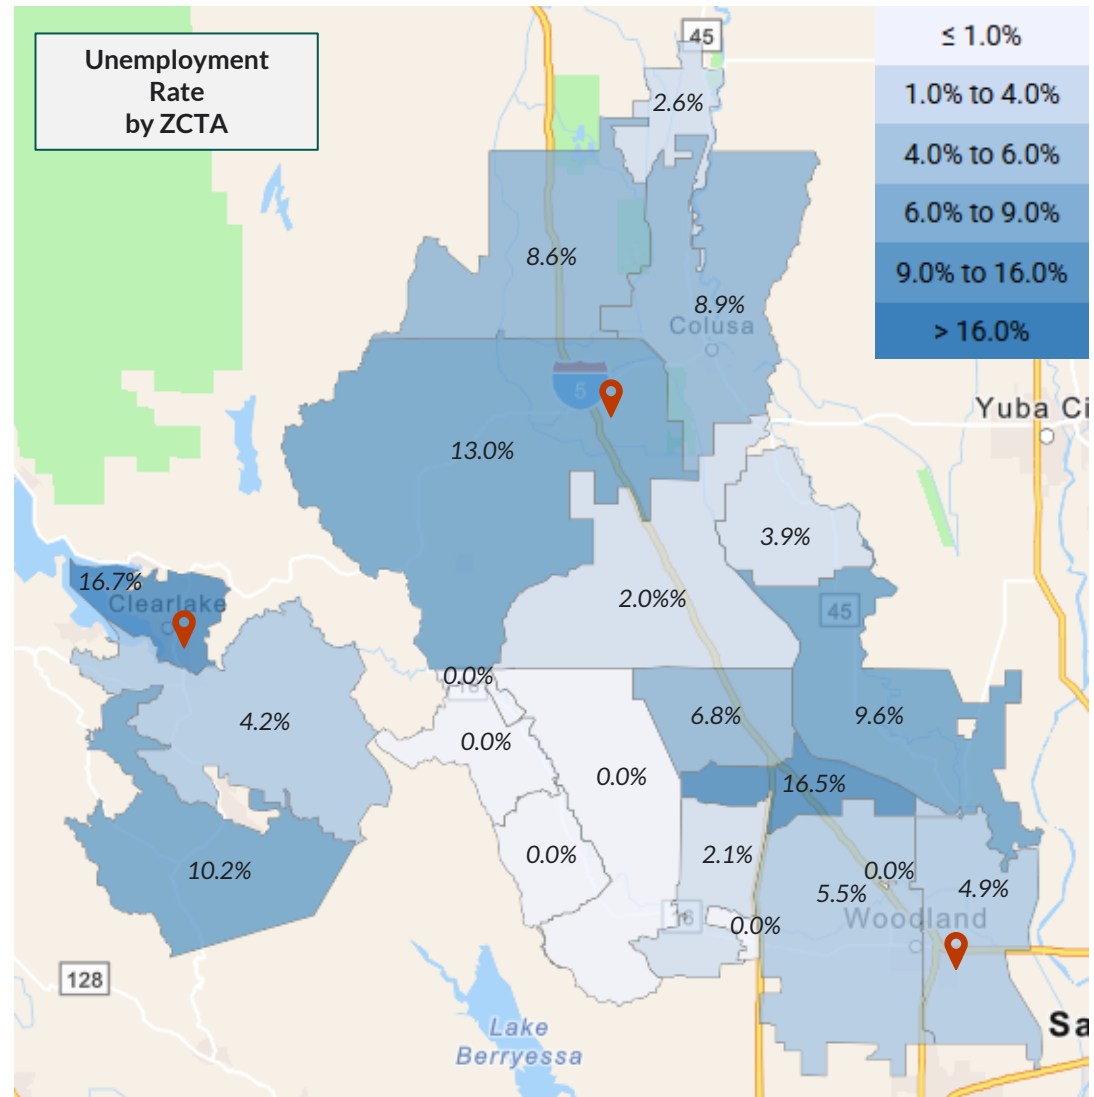 Unemployment
Rate
by ZCTA
≤ 1.0%
1.0% to 4.0%
4.0% to 6.0%
6.0% to 9.0%
9.0% to 16.0%
> 16.0%
45
2.6%
8.6%
8.9%
Colusa
5
Yuba Ci
13.0%
3.9%
16.7%
Clearlake
2.0%%
45
0.0%
16
4.2%
0.0%
6.8%
9.6%
0.0%
16.5%
10.2%
0.0%
2.1%
0.0%
5.5%
4.9%
16
0.0%
Woodland
128
Lake
Berryessa
Sa